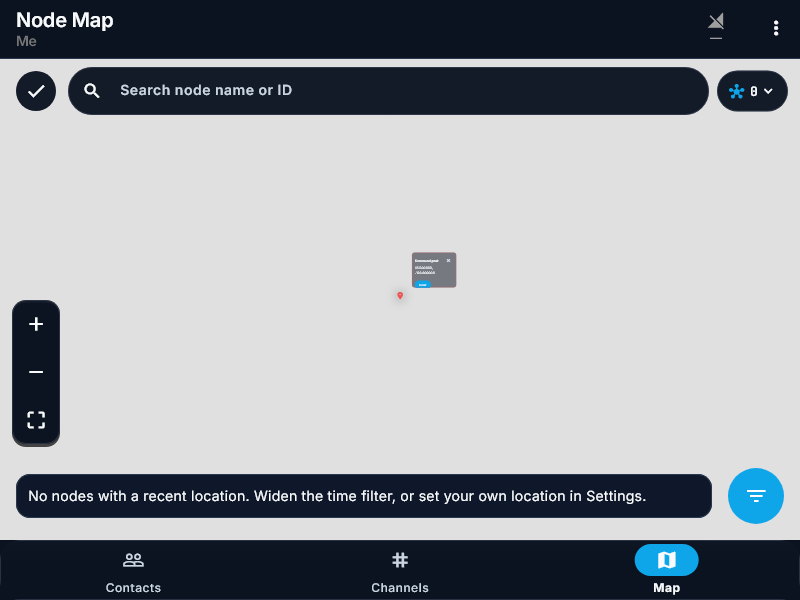 Node Map
Me
Search node name or ID
0
No nodes with a recent location. Widen the time filter, or set your own location in Settings.
Contacts
Channels
Map